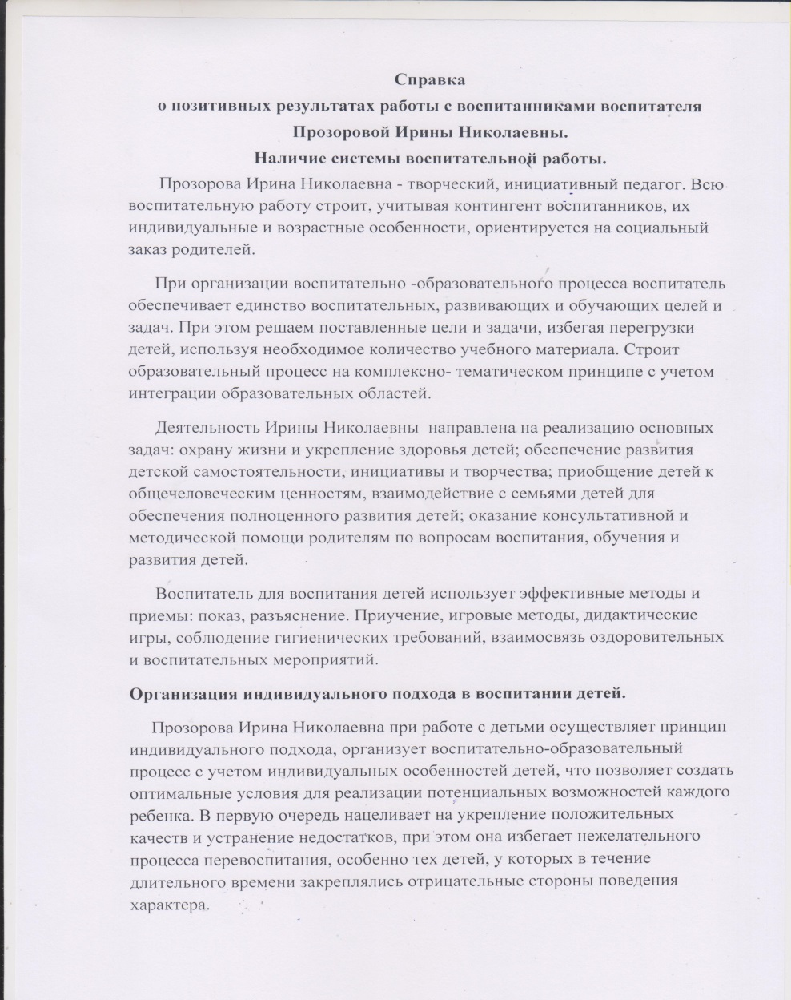 Справка
о позитивных результатах работы с воспитанниками воспитателя
Прозоровой Ирины Николаевны.
Наличие системы воспитательной работы.
Прозорова Ирина Николаевна - творческий, инициативный педагог. Всю
воспитательную работу строит, учитывая контингент воспитанников, их
индивидуальные и возрастные особенности, ориентируется на социальный
заказ родителей.
При организации воспитательно -образовательного процесса воспитатель
обеспечивает единство воспитательных, развивающих и обучающих целей и
задач. При этом решаем поставленные цели и задачи, избегая перегрузки
детей, используя необходимое количество учебного материала. Строит
образовательный процесс на комплексно- тематическом принципе с учетом
интеграции образовательных областей.
Деятельность Ирины Николаевны  направлена на реализацию основных
задач: охрану жизни и укрепление здоровья детей; обеспечение развития
детской самостоятельности, инициативы и творчества; приобщение детей к
общечеловеческим ценностям, взаимодействие с семьями детей для
обеспечения полноценного развития детей; оказание консультативной и
методической помощи родителям по вопросам воспитания, обучения и
развития детей.
Воспитатель для воспитания детей использует эффективные методы и
приемы: показ, разъяснение. Приучение, игровые методы, дидактические
игры, соблюдение гигиенических требований, взаимосвязь оздоровительных
и воспитательных мероприятий.
Организация индивидуального подхода в воспитании детей.
Прозорова Ирина Николаевна при работе с детьми осуществляет принцип
индивидуального подхода, организует воспитательно-образовательный
процесс с учетом индивидуальных особенностей детей, что позволяет создать
оптимальные условия для реализации потенциальных возможностей каждого
ребенка. В первую очередь нацеливает на укрепление положительных
качеств и устранение недостатков, при этом она избегает нежелательного
процесса перевоспитания, особенно тех детей, у которых в течение
длительного времени закреплялись отрицательные стороны поведения
характера.